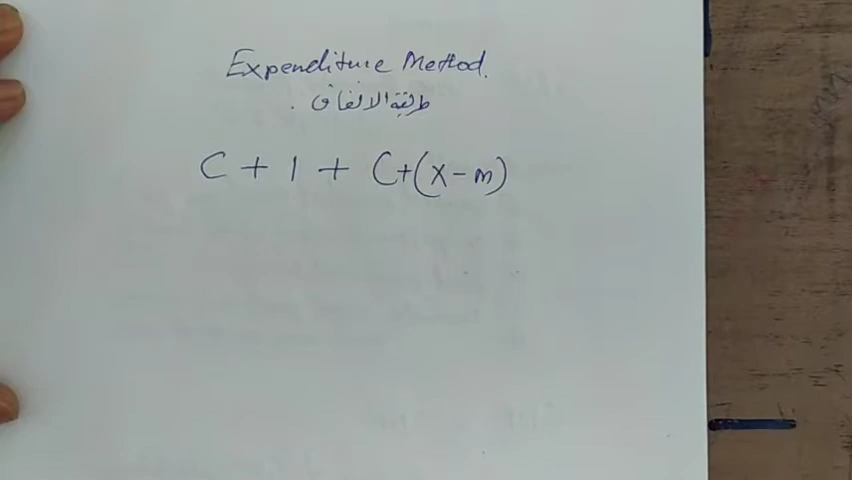 Expenditure Method.
طريقة الانفاق.
C + I + C+(X-m)